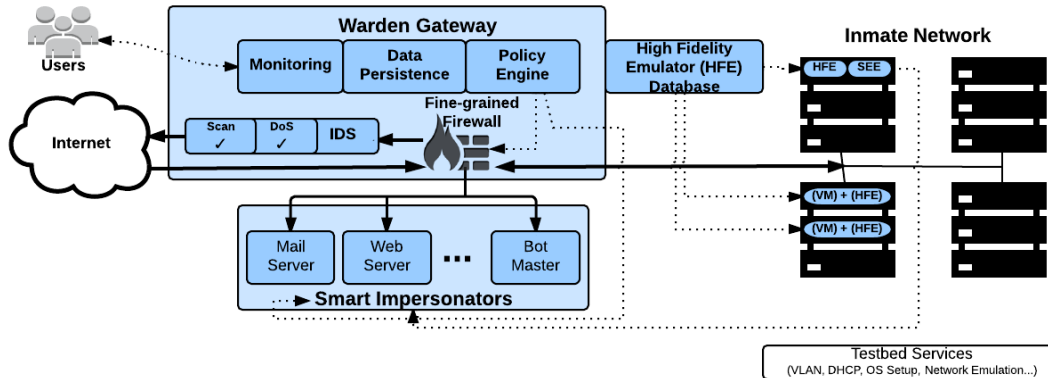 Warden Gateway
Users
Monitoring
Data
Persistence
Policy
Engine
High Fidelity
Emulator (HFE)
Database
Inmate Network
HFE
SEE
Fine-grained
Firewall
Internet
Scan
✓
DoS
✓
IDS
(VM) + (HFE)
(VM) + (HFE)
Mail
Server
Web
Server
...
Bot
Master
Smart Impersonators
Testbed Services
(VLAN, DHCP, OS Setup, Network Emulation...)